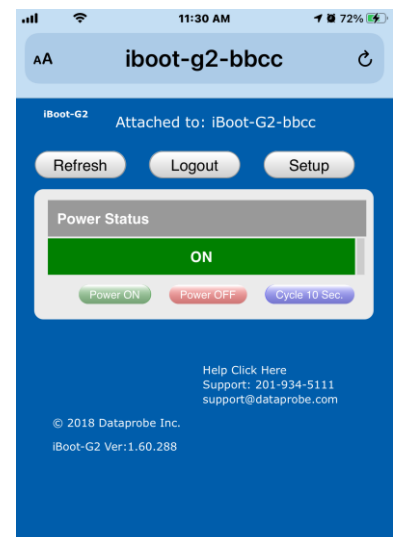 11:30 AM
72%
AA
iboot-g2-bbcc
iBoot-G2
Attached to: iBoot-G2-bbcc
Refresh
Logout
Setup
Power Status
ON
Power ON
Power OFF
Cycle 10 Sec.
Help Click Here
Support: 201-934-5111
support@dataprobe.com
© 2018 Dataprobe Inc.
iBoot-G2 Ver:1.60.288